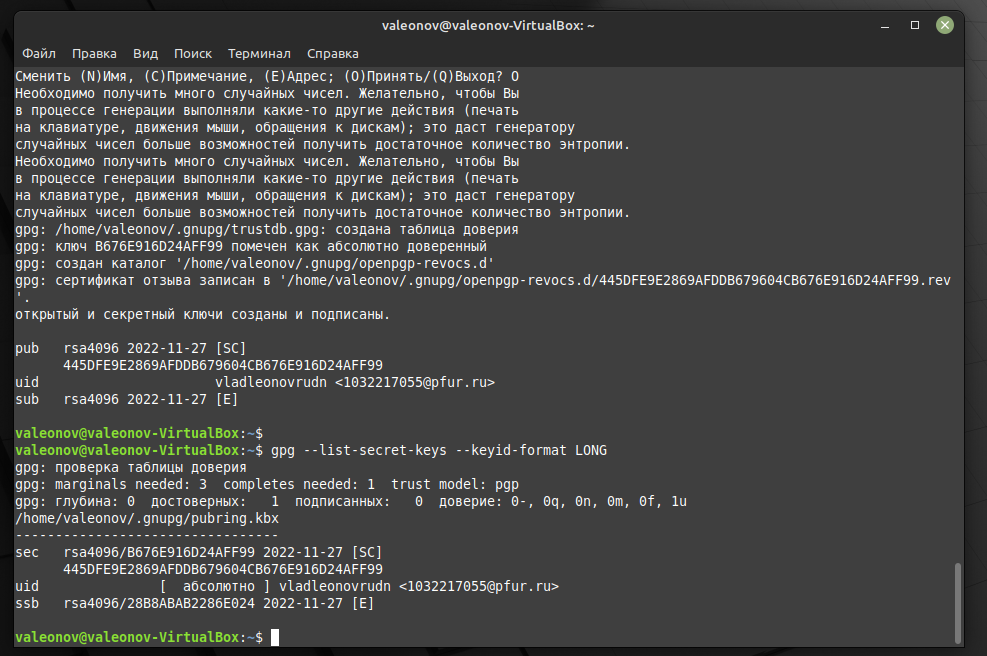 valeonov@valeonov-VirtualBox: ~
Файл Правка Вид Поиск Терминал Справка
Сменить (N)Имя, (C)Примечание, (E)Адрес; (O)Принять/(Q)Выход? O
Необходимо получить много случайных чисел. Желательно, чтобы Вы
в процессе генерации выполняли какие-то другие действия (печать
на клавиатуре, движения мыши, обращения к дискам); это даст генератору
случайных чисел больше возможностей получить достаточное количество энтропии.
Необходимо получить много случайных чисел. Желательно, чтобы Вы
в процессе генерации выполняли какие-то другие действия (печать
на клавиатуре, движения мыши, обращения к дискам); это даст генератору
случайных чисел больше возможностей получить достаточное количество энтропии.
gpg: /home/valeonov/.gnupg/trustdb.gpg: создана таблица доверия
gpg: ключ B676E916D24AFF99 помечен как абсолютно доверенный
gpg: создан каталог '/home/valeonov/.gnupg/openpgp-revocs.d'
gpg: сертификат отзыва записан в '/home/valeonov/.gnupg/openpgp-revocs.d/445DFE9E2869AFDDB679604CB676E916D24AFF99.rev
'.
открытый и секретный ключи созданы и подписаны.
pub   rsa4096 2022-11-27 [SC]
      445DFE9E2869AFDDB679604CB676E916D24AFF99
uid                      vladleonovrudn <1032217055@pfur.ru>
sub   rsa4096 2022-11-27 [E]
valeonov@valeonov-VirtualBox:~$
valeonov@valeonov-VirtualBox:~$ gpg --list-secret-keys --keyid-format LONG
gpg: проверка таблицы доверия
gpg: marginals needed: 3  completes needed: 1  trust model: pgp
gpg: глубина: 0  достоверных:   1  подписанных:   0  доверие: 0-, 0q, 0n, 0m, 0f, 1u
/home/valeonov/.gnupg/pubring.kbx
---------------------------------
sec   rsa4096/B676E916D24AFF99 2022-11-27 [SC]
      445DFE9E2869AFDDB679604CB676E916D24AFF99
uid               [  абсолютно ] vladleonovrudn <1032217055@pfur.ru>
ssb   rsa4096/28B8ABAB2286E024 2022-11-27 [E]
valeonov@valeonov-VirtualBox:~$